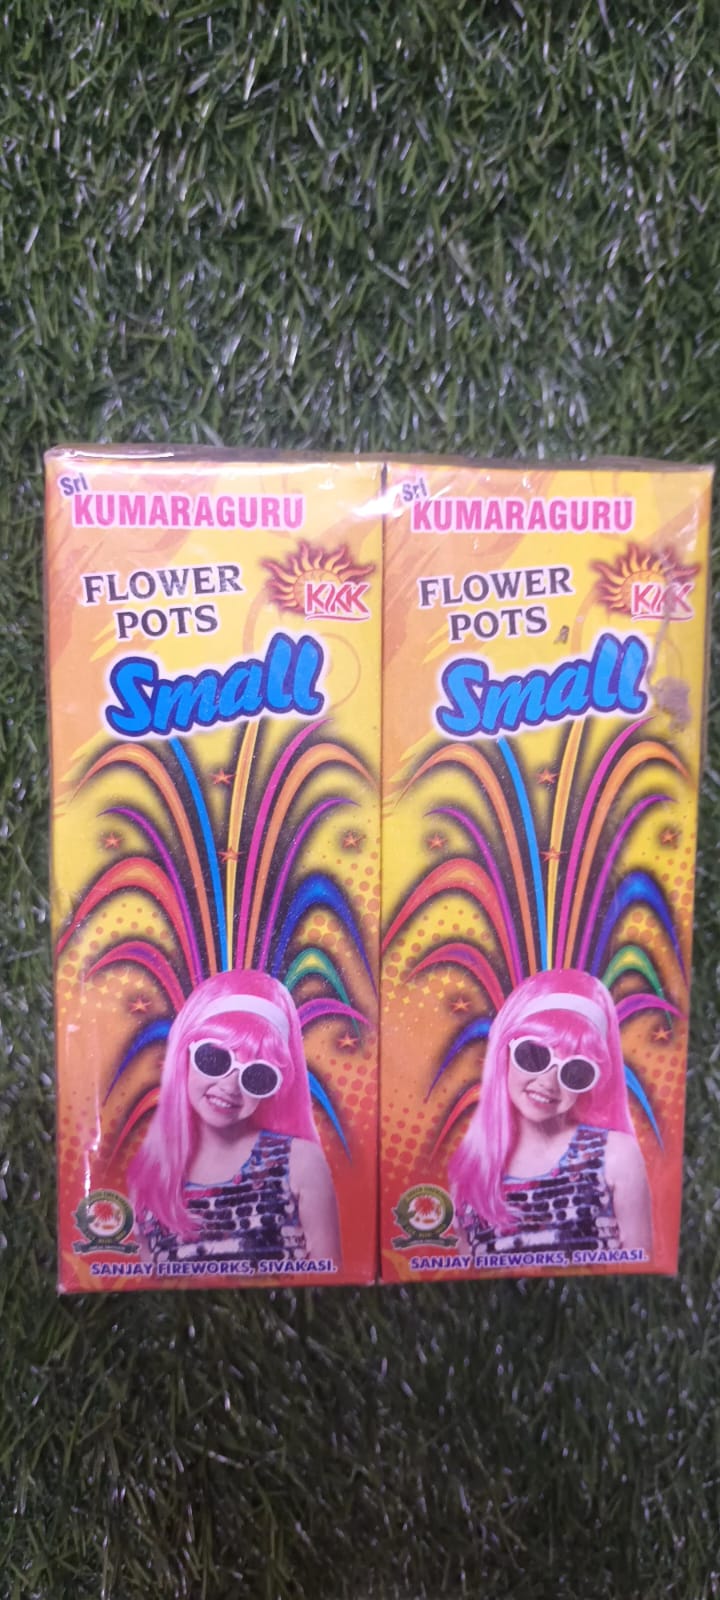 Sri
KUMARAGURU
FLOWER
POTS
KKK
Small
SANJAY FIREWORKS, SIVAKASI.
Sri
KUMARAGURU
FLOWER
POTS
KKK
Small
SANJAY FIREWORKS, SIVAKASI.